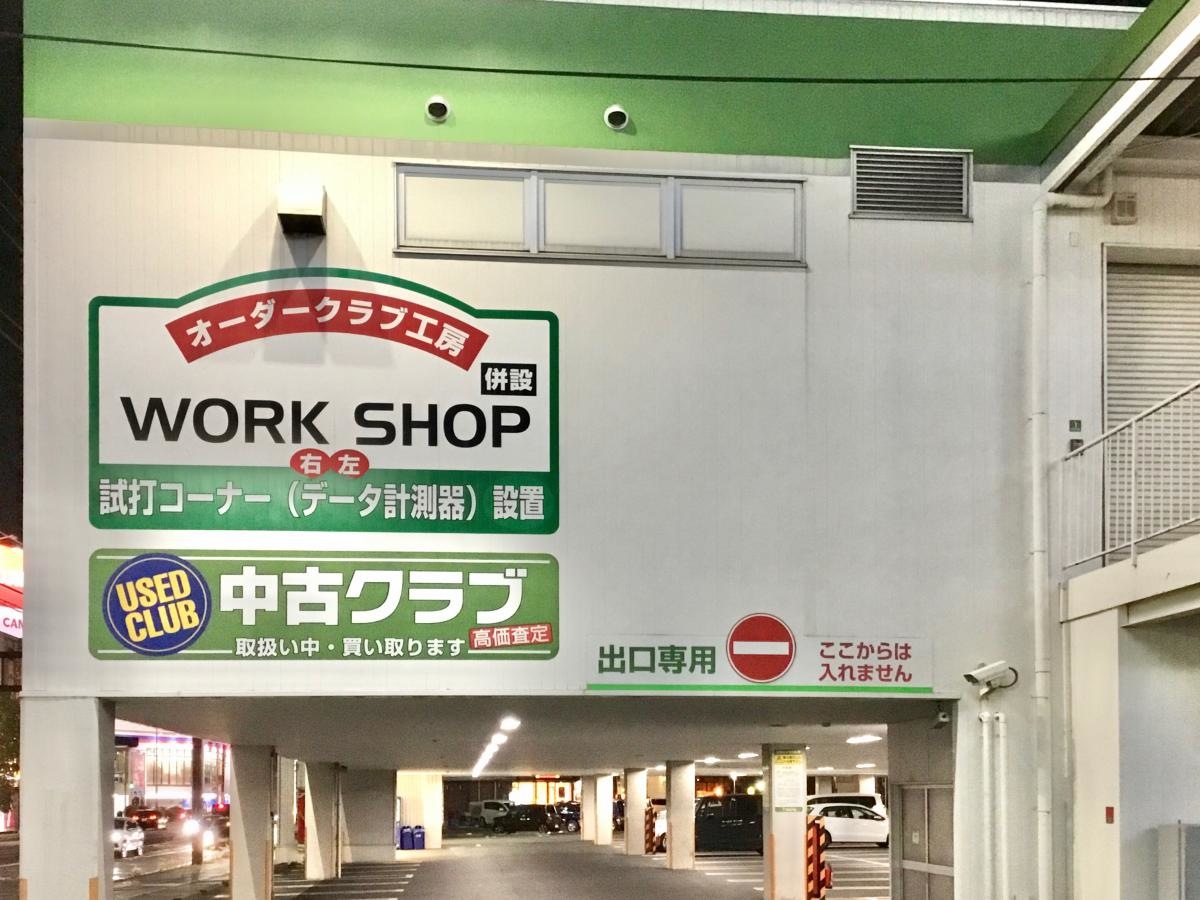 オーダークラブ工房
併設
WORK SHOP
右 左
試打コーナー（データ計測器）設置
USED
CLUB
中古クラブ
取扱い中・買い取ります
高価査定
出口専用
ここからは
入れません
CAN